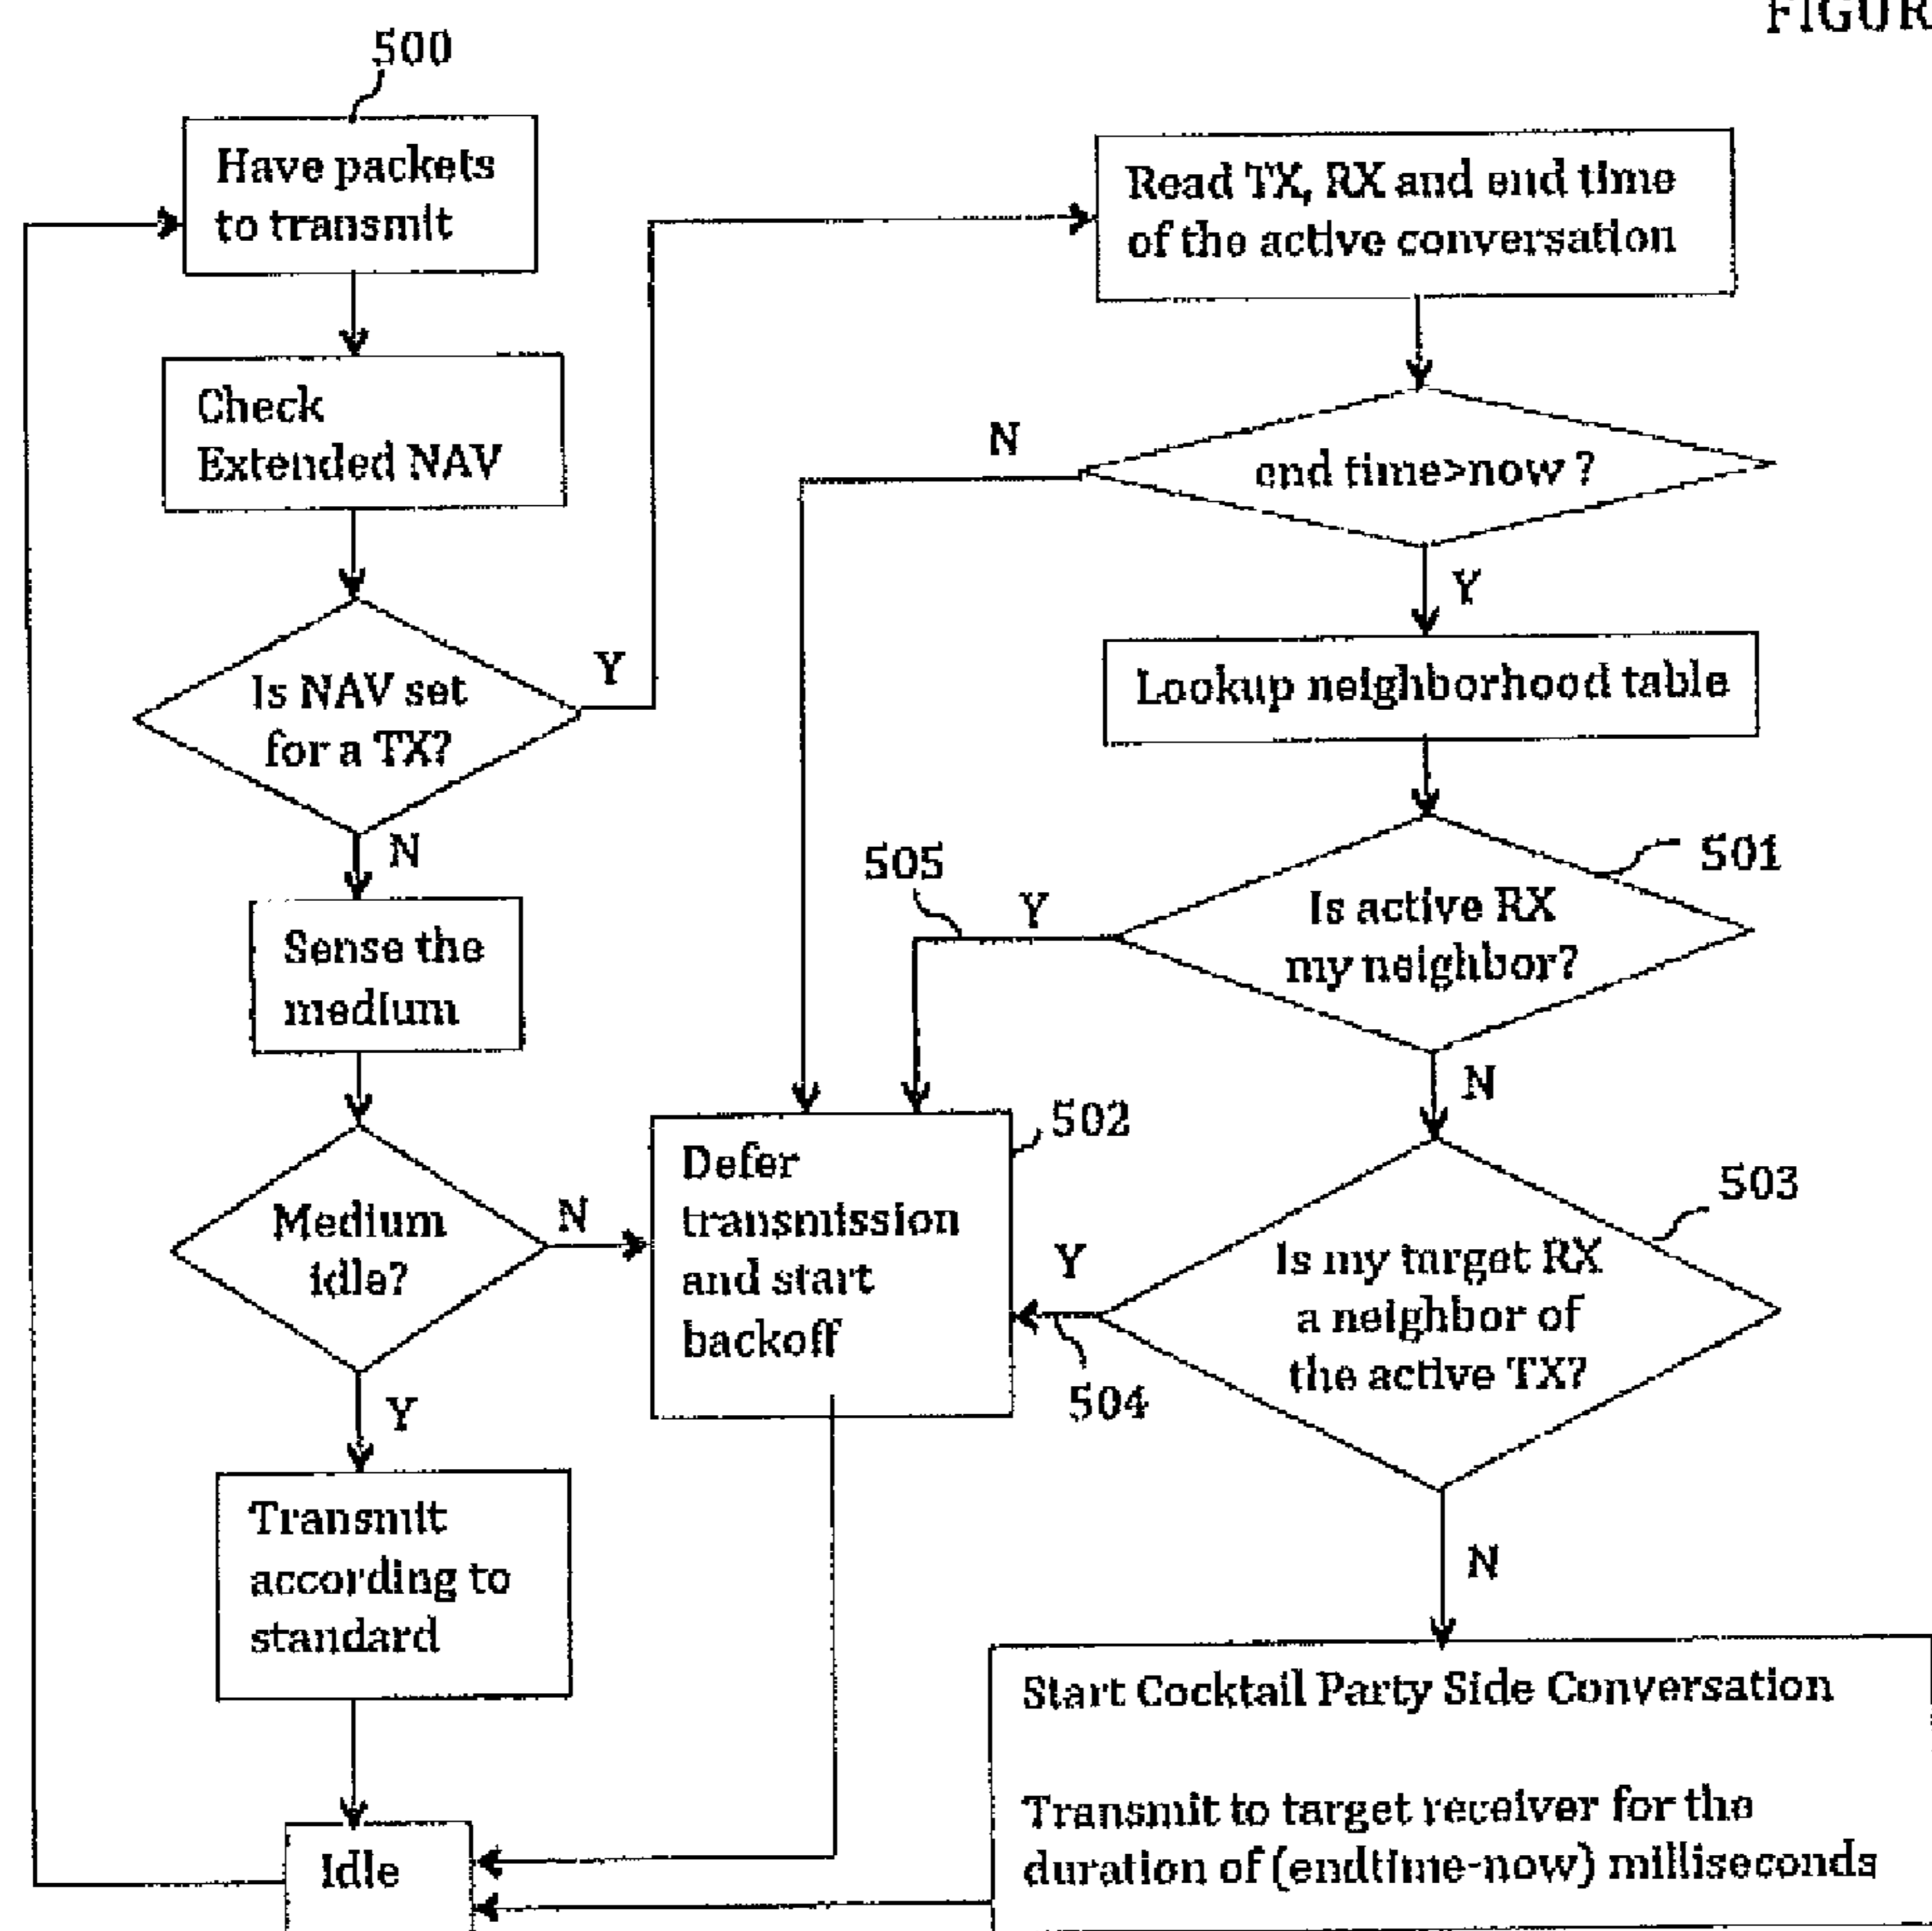 FIGUR
500
Have packets
to transmit
Check
Extended NAV
Is NAV set
for a TX?
Y
N
Sense the
medium
Medium
idle?
N
Y
Transmit
according to
standard
Idle
Read TX, RX and end time
of the active conversation
end time>now ?
N
Y
Lookup neighborhood table
501
Is active RX
my neighbor?
505
Y
N
502
Defer
transmission
and start
backoff
503
Is my target RX
a neighbor of
the active TX?
Y
504
N
Start Cocktail Party Side Conversation
Transmit to target receiver for the
duration of (endtime-now) milliseconds